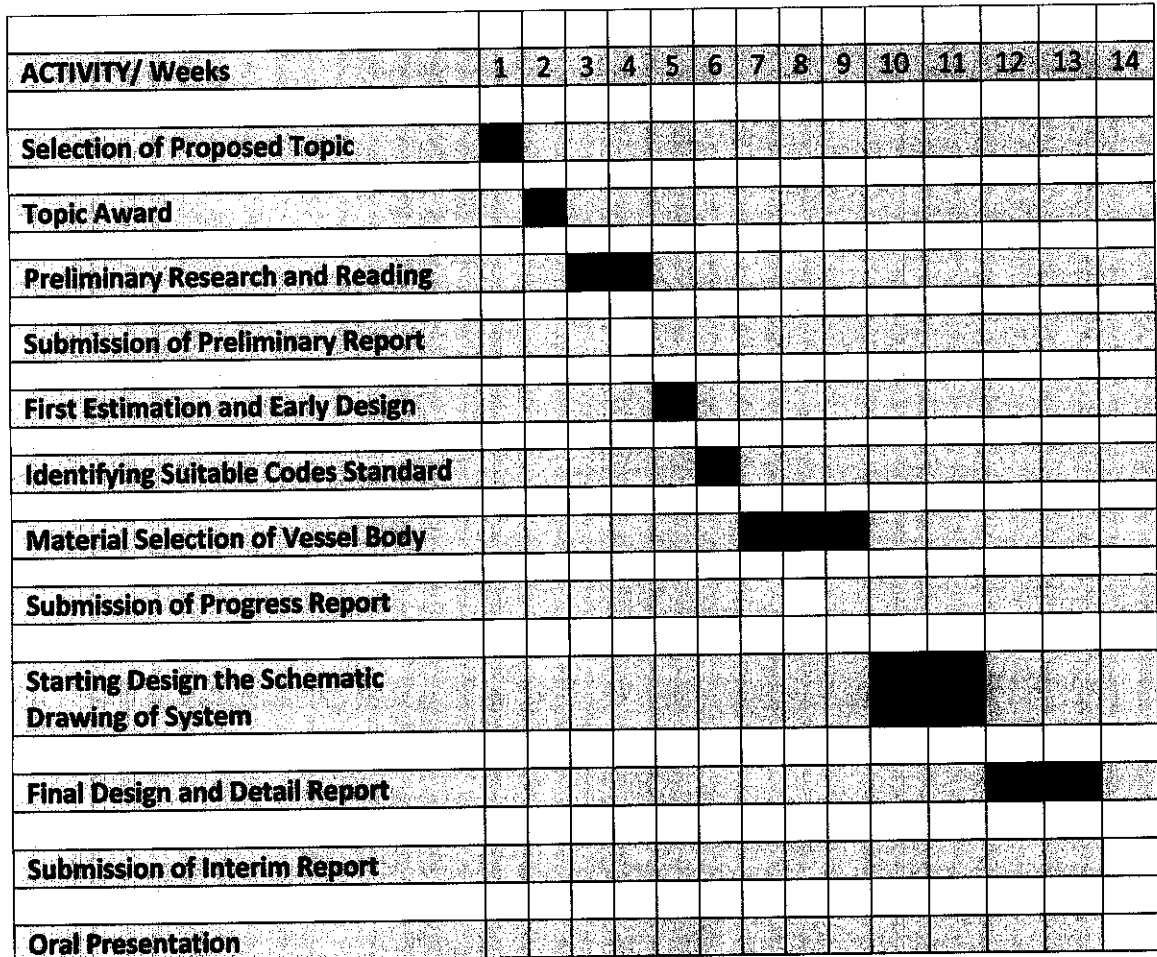 ACTIVITY/ Weeks 1 2 3 4 5 6 7 8 9 10 11 12 13 14
Selection of Proposed Topic
Topic Award
Preliminary Research and Reading
Submission of Preliminary Report
First Estimation and Early Design
Identifying Suitable Codes Standard
Material Selection of Vessel Body
Submission of Progress Report
Starting Design the Schematic
Drawing of System
Final Design and Detail Report
Submission of Interim Report
Oral Presentation